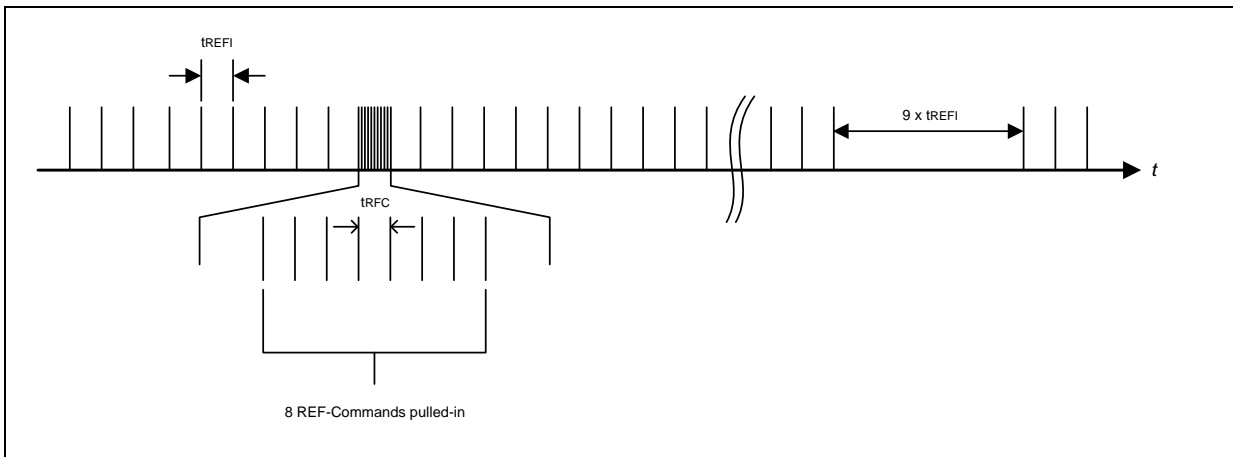 tREFI
9 x tREFI
t
tRFC
8 REF-Commands pulled-in